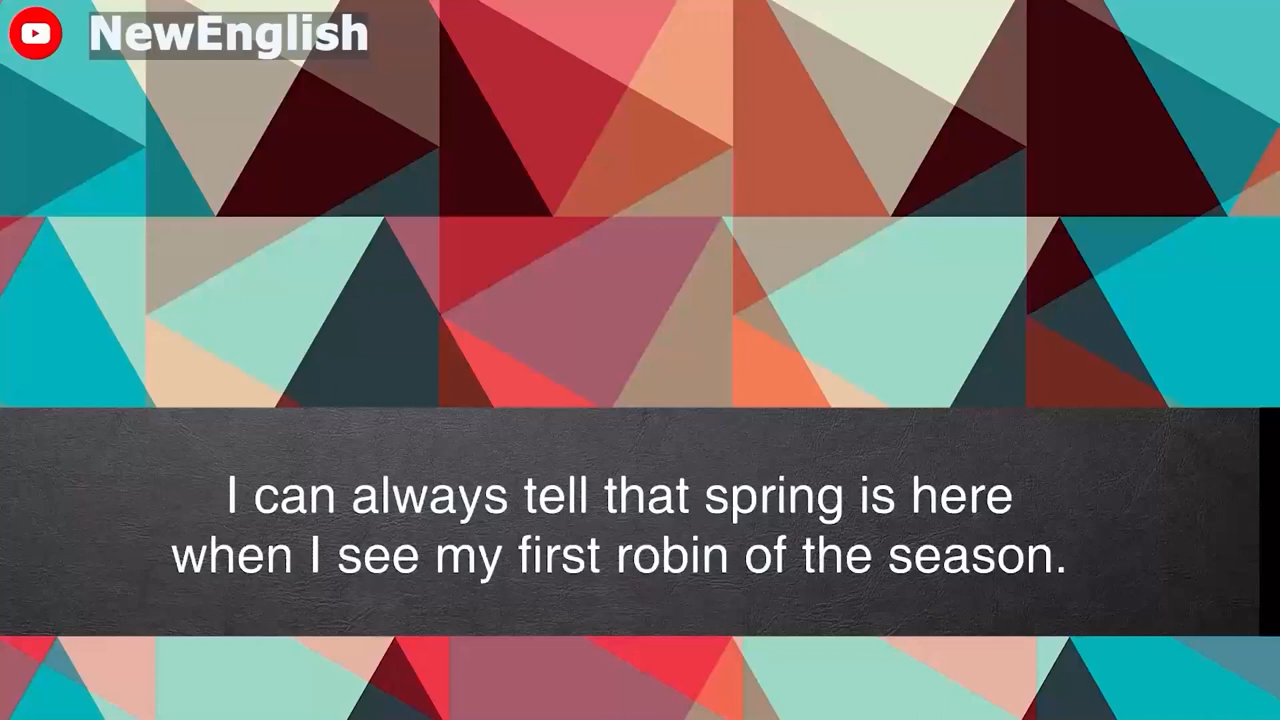 NewEnglish
I can always tell that spring is here
when I see my first robin of the season.